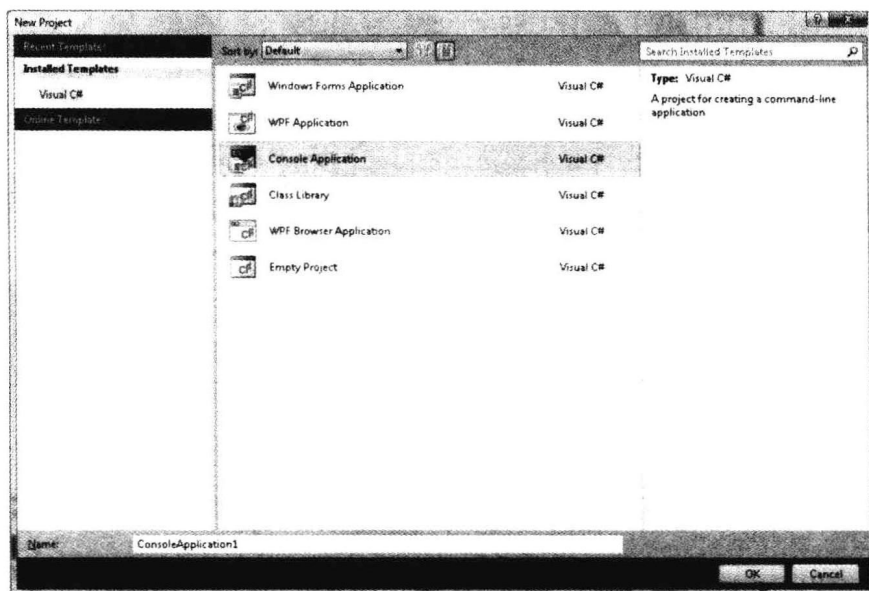 New Project
Recent Templates
Installed Templates
Visual C#
Online Templates
Sort by: Default
Search Installed Templates
Windows Forms Application Visual C#
WPF Application Visual C#
Console Application Visual C#
Class Library Visual C#
WPF Browser Application Visual C#
Empty Project Visual C#
Type: Visual C#
A project for creating a command-line
application
Name: ConsoleApplication1
OK Cancel